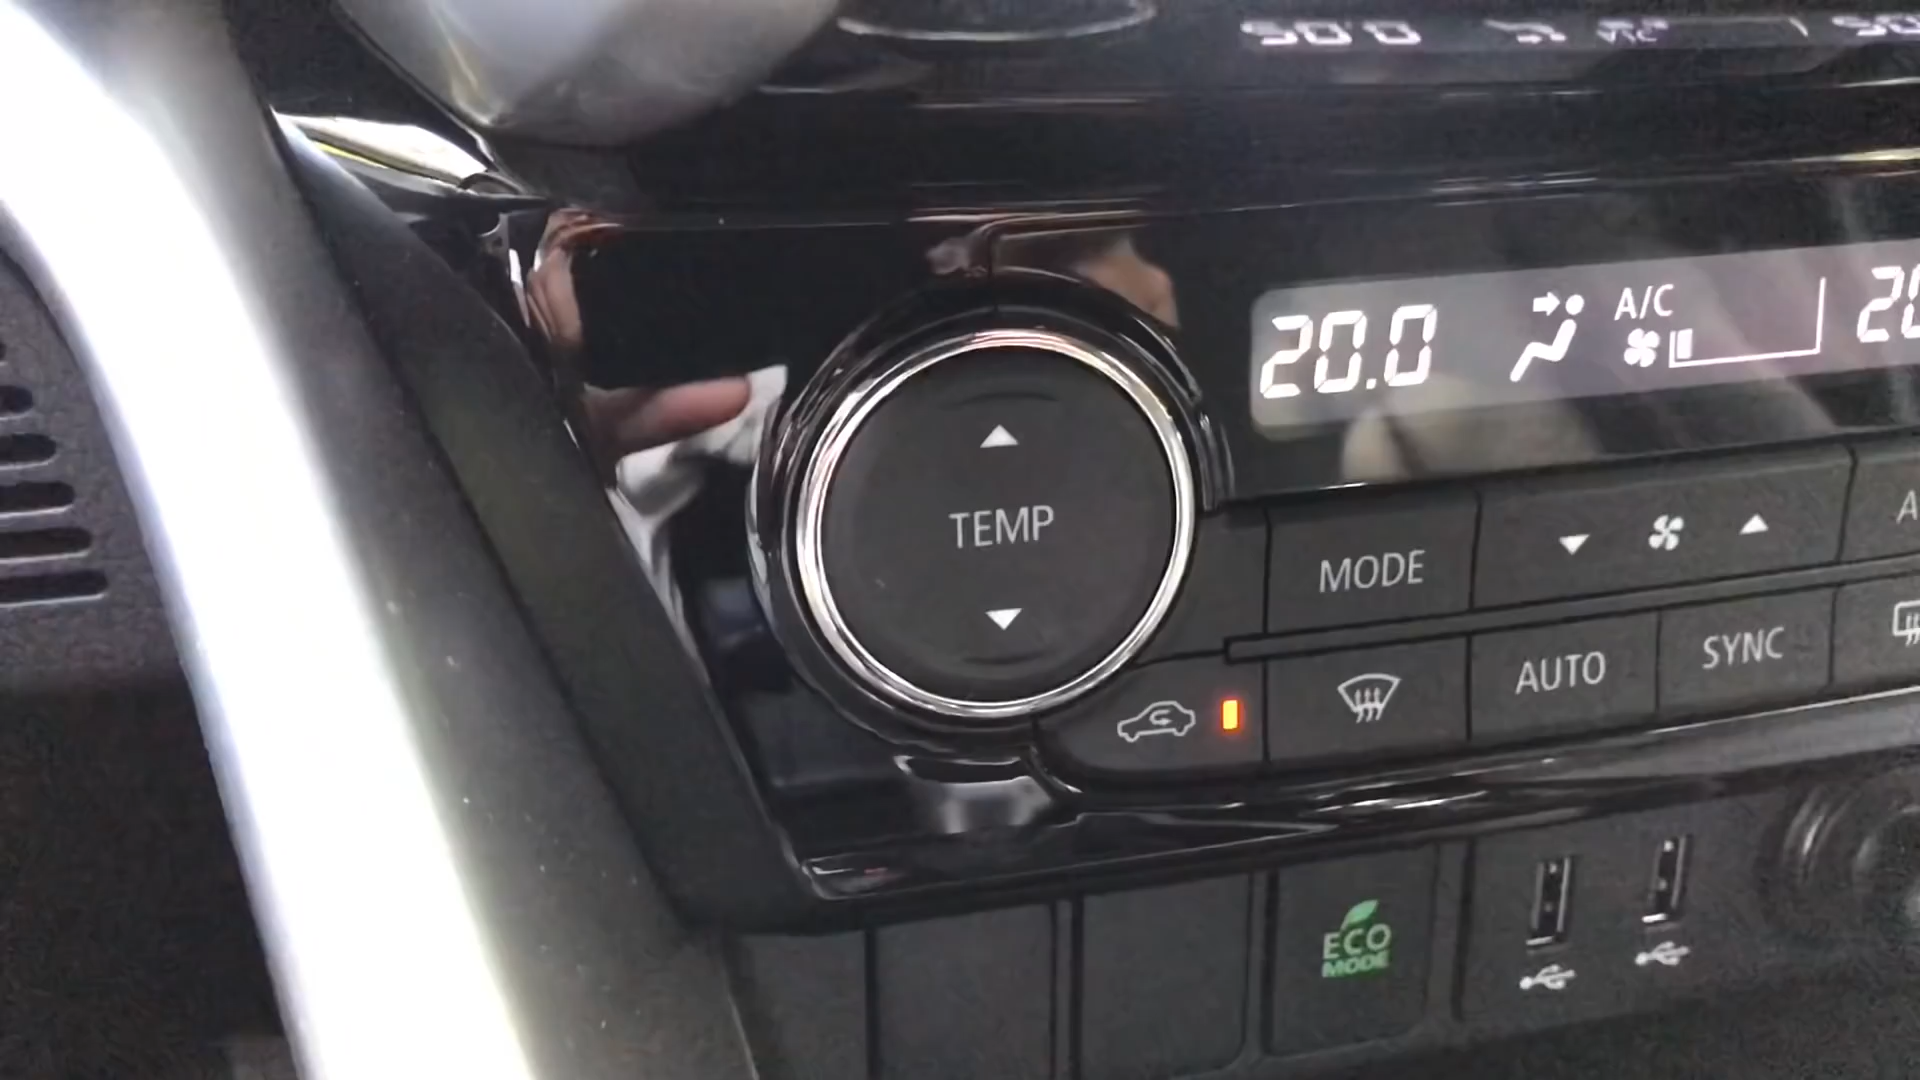 20.0
A/C
TEMP
MODE
AUTO
SYNC
ECO
MODE